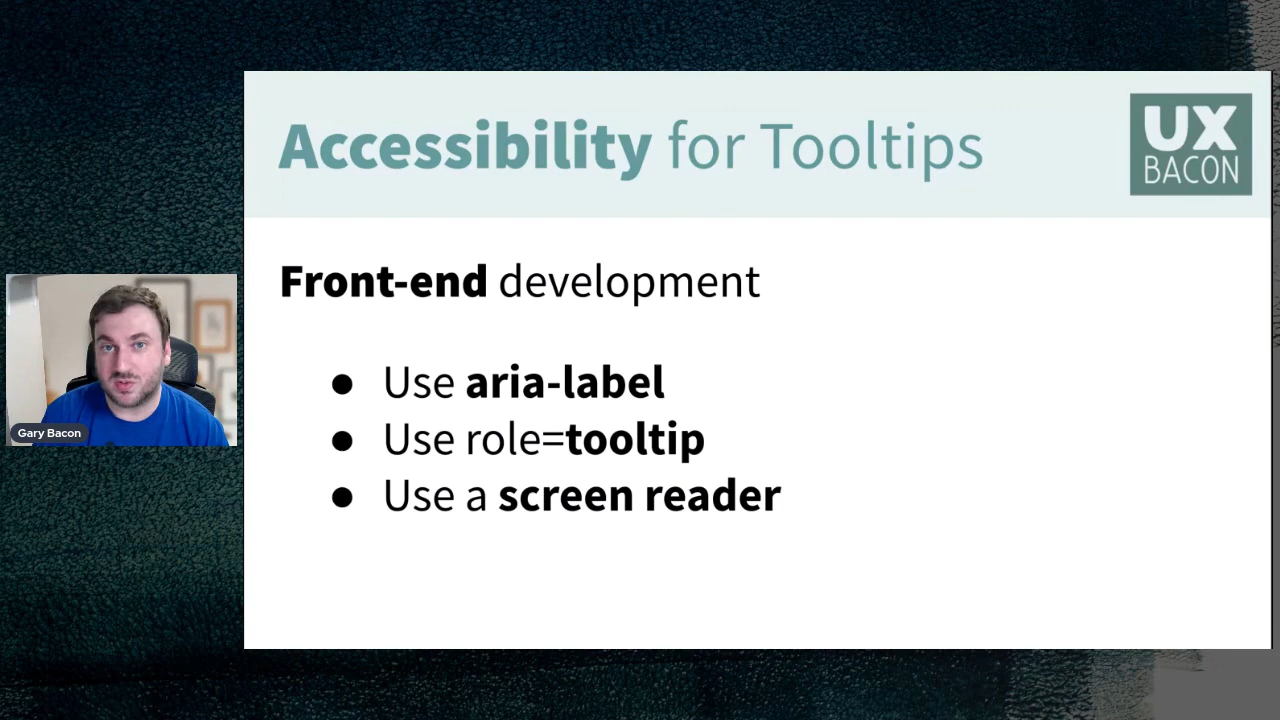 Accessibility for Tooltips
UX
BACON
Front-end development
● Use aria-label
● Use role=tooltip
● Use a screen reader
Gary Bacon